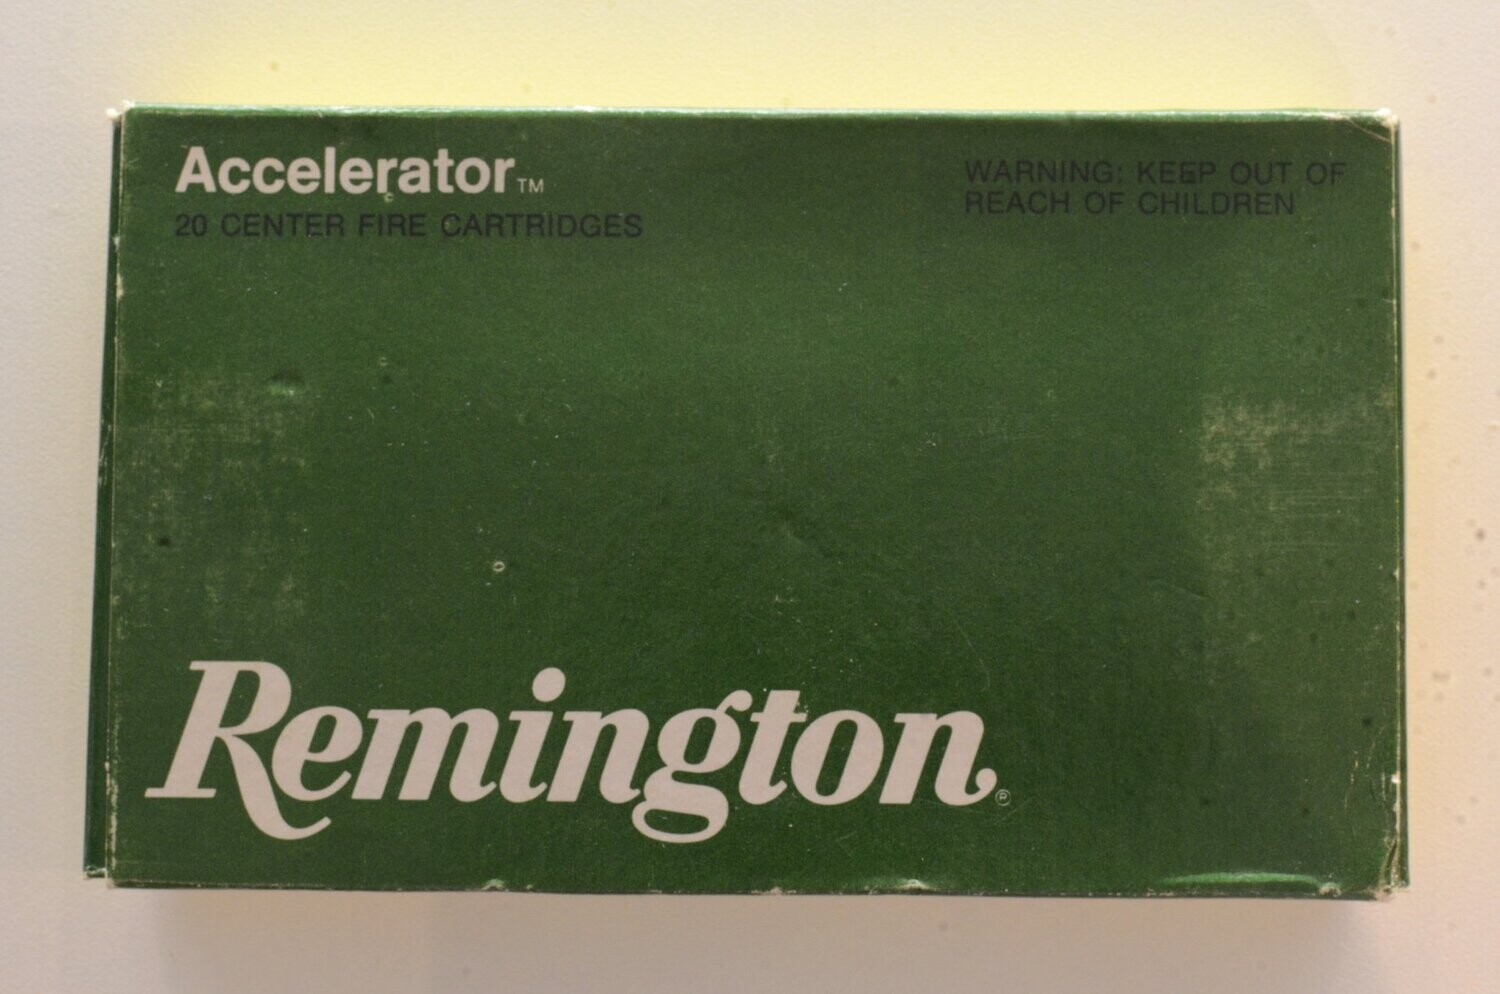 Accelerator™
20 CENTER FIRE CARTRIDGES
WARNING: KEEP OUT OF
REACH OF CHILDREN
Remington®